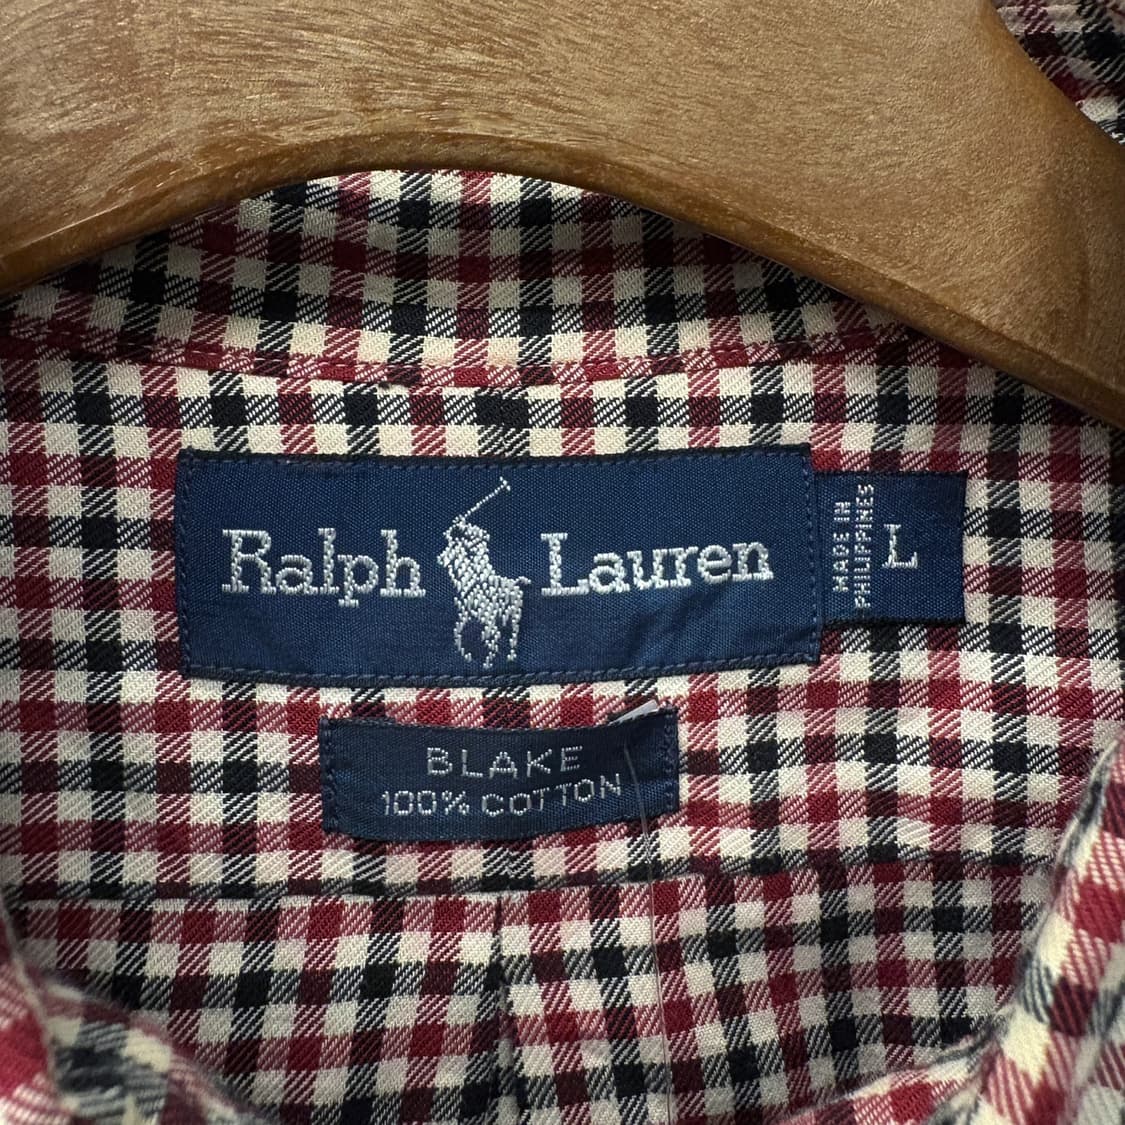 Ralph Lauren
MADE IN
PHILIPPINES
L
BLAKE
100% COTTON